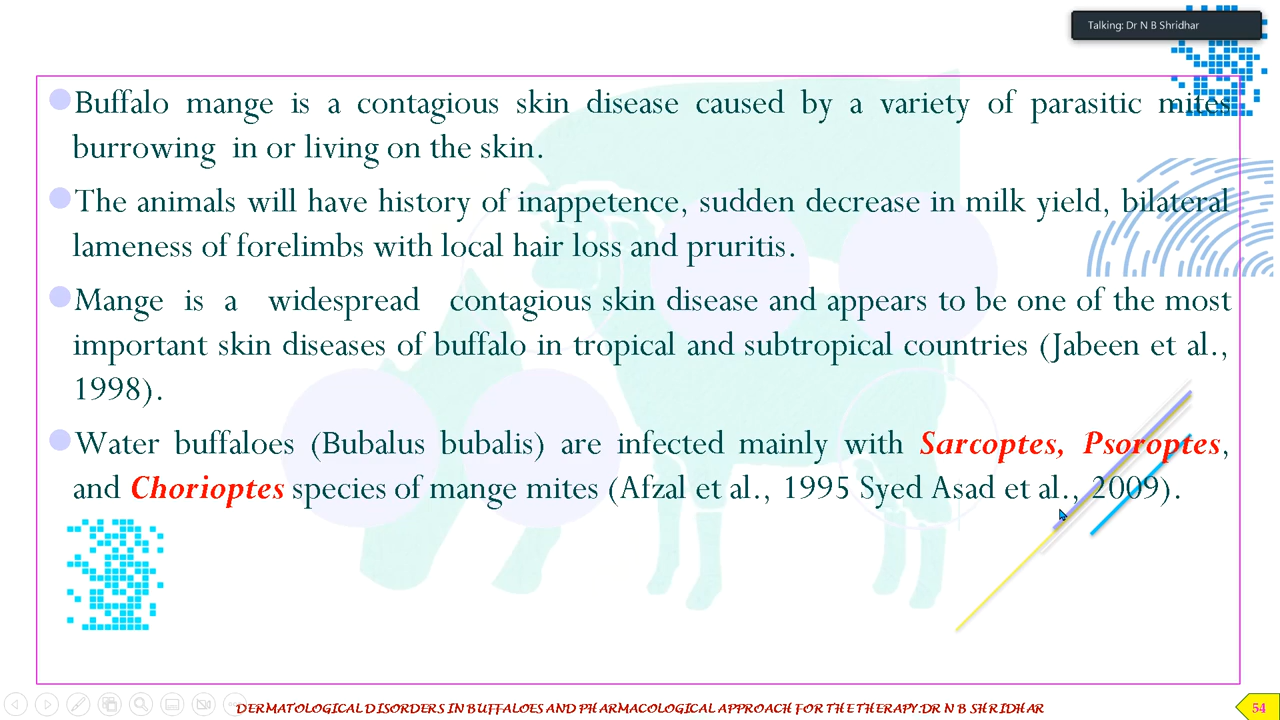 Talking: Dr N B Shridhar
Buffalo mange is a contagious skin disease caused by a variety of parasitic mites
burrowing in or living on the skin.
The animals will have history of inappetence, sudden decrease in milk yield, bilateral
lameness of forelimbs with local hair loss and pruritis.
Mange is a widespread contagious skin disease and appears to be one of the most
important skin diseases of buffalo in tropical and subtropical countries (Jabeen et al.,
1998).
Water buffaloes (Bubalus bubalis) are infected mainly with Sarcoptes, Psoroptes,
and Chorioptes species of mange mites (Afzal et al., 1995 Syed Asad et al., 2009).
DERMATOLOGICAL DISORDERS IN BUFFALOES AND PHARMACOLOGICAL APPROACH FOR THE THERAPY:DR N B SHRIDHAR
54